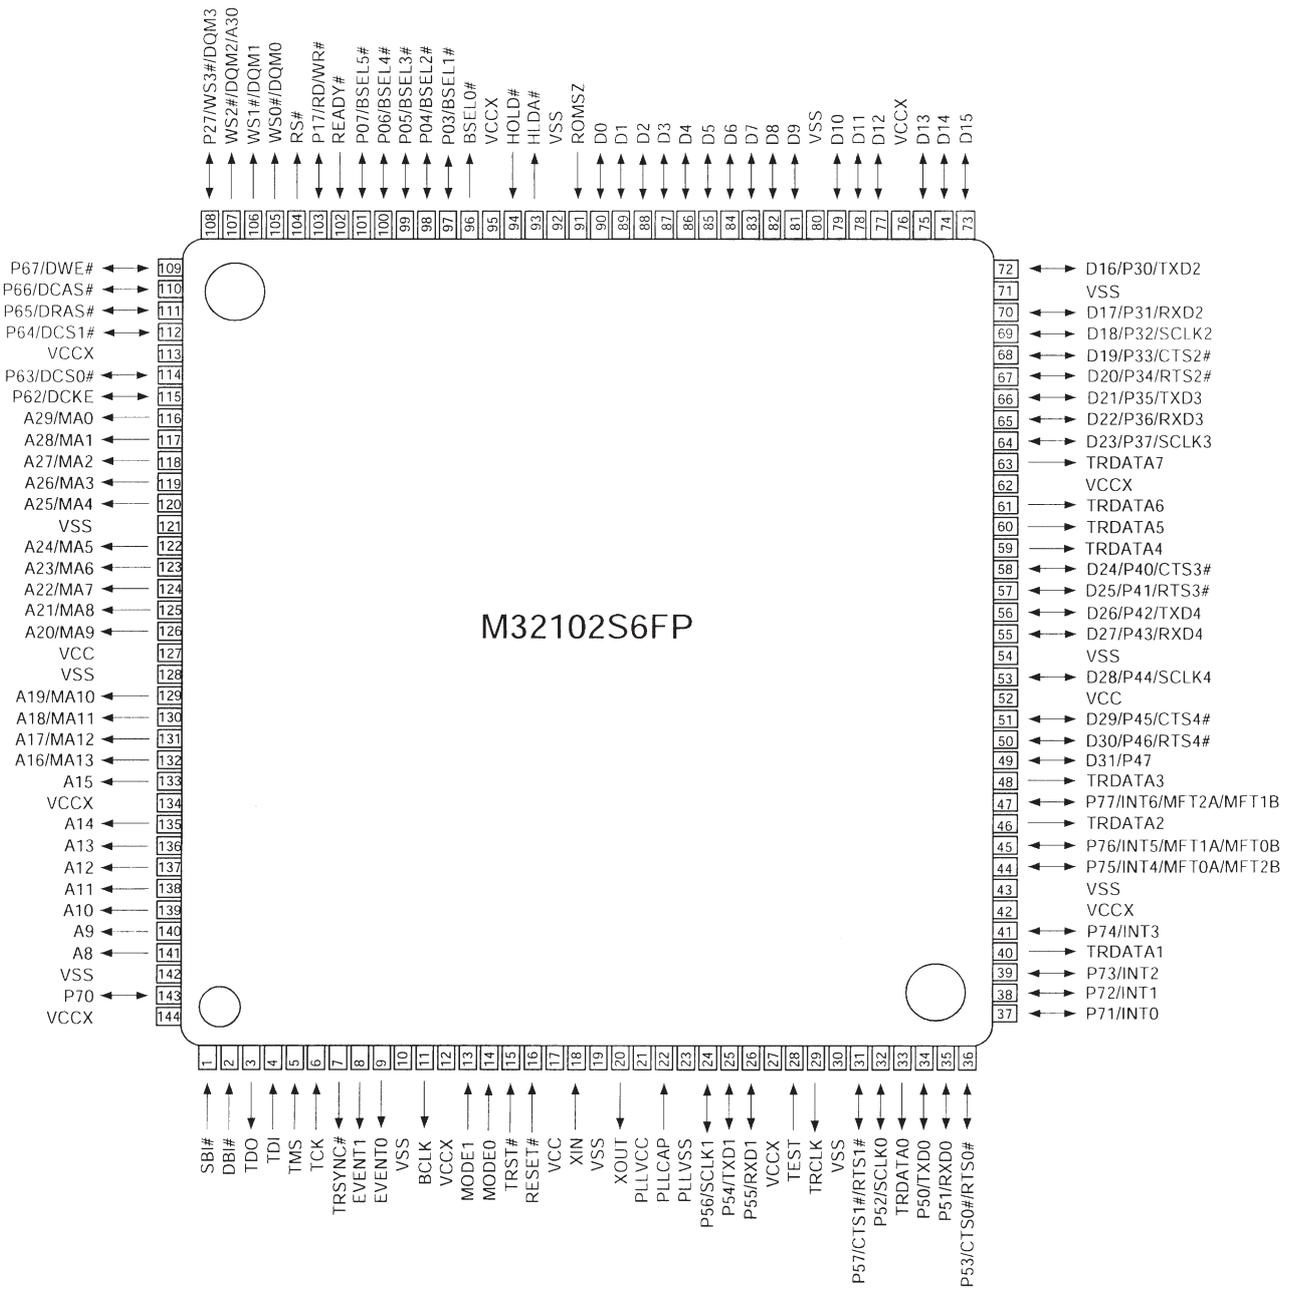 P27/WS3#/DQM3
WS2#/DQM2/A30
WS1#/DQM1
WS0#/DQM0
RS#
P17/RD/WR#
READY#
P07/BSEL5#
P06/BSEL4#
P05/BSEL3#
P04/BSEL2#
P03/BSEL1#
BSEL0#
VCCX
HOLD#
HLDA#
VSS
ROMSZ
D0
D1
D2
D3
D4
D5
D6
D7
D8
D9
VSS
D10
D11
D12
VCCX
D13
D14
D15
108 107 106 105 104 103 102 101 100 99 98 97 96 95 94 93 92 91 90 89 88 87 86 85 84 83 82 81 80 79 78 77 76 75 74 73
P67/DWE# 109
P66/DCAS# 110
P65/DRAS# 111
P64/DCS1# 112
VCCX 113
P63/DCS0# 114
P62/DCKE 115
A29/MA0 116
A28/MA1 117
A27/MA2 118
A26/MA3 119
A25/MA4 120
VSS 121
A24/MA5 122
A23/MA6 123
A22/MA7 124
A21/MA8 125
A20/MA9 126
VCC 127
VSS 128
A19/MA10 129
A18/MA11 130
A17/MA12 131
A16/MA13 132
A15 133
VCCX 134
A14 135
A13 136
A12 137
A11 138
A10 139
A9 140
A8 141
VSS 142
P70 143
VCCX 144
M32102S6FP
72 D16/P30/TXD2
71 VSS
70 D17/P31/RXD2
69 D18/P32/SCLK2
68 D19/P33/CTS2#
67 D20/P34/RTS2#
66 D21/P35/TXD3
65 D22/P36/RXD3
64 D23/P37/SCLK3
63 TRDATA7
62 VCCX
61 TRDATA6
60 TRDATA5
59 TRDATA4
58 D24/P40/CTS3#
57 D25/P41/RTS3#
56 D26/P42/TXD4
55 D27/P43/RXD4
54 VSS
53 D28/P44/SCLK4
52 VCC
51 D29/P45/CTS4#
50 D30/P46/RTS4#
49 D31/P47
48 TRDATA3
47 P77/INT6/MFT2A/MFT1B
46 TRDATA2
45 P76/INT5/MFT1A/MFT0B
44 P75/INT4/MFT0A/MFT2B
43 VSS
42 VCCX
41 P74/INT3
40 TRDATA1
39 P73/INT2
38 P72/INT1
37 P71/INT0
1 2 3 4 5 6 7 8 9 10 11 12 13 14 15 16 17 18 19 20 21 22 23 24 25 26 27 28 29 30 31 32 33 34 35 36
SBI#
DBI#
TDO
TDI
TMS
TCK
TRSYNC#
EVENT1
EVENT0
VSS
BCLK
VCCX
MODE1
MODE0
TRST#
RESET#
VCC
XIN
VSS
XOUT
PLLVCC
PLLCAP
PLLVSS
P56/SCLK1
P54/TXD1
P55/RXD1
VCCX
TEST
TRCLK
VSS
P57/CTS1#/RTS1#
P52/SCLK0
TRDATA0
P50/TXD0
P51/RXD0
P53/CTS0#/RTS0#